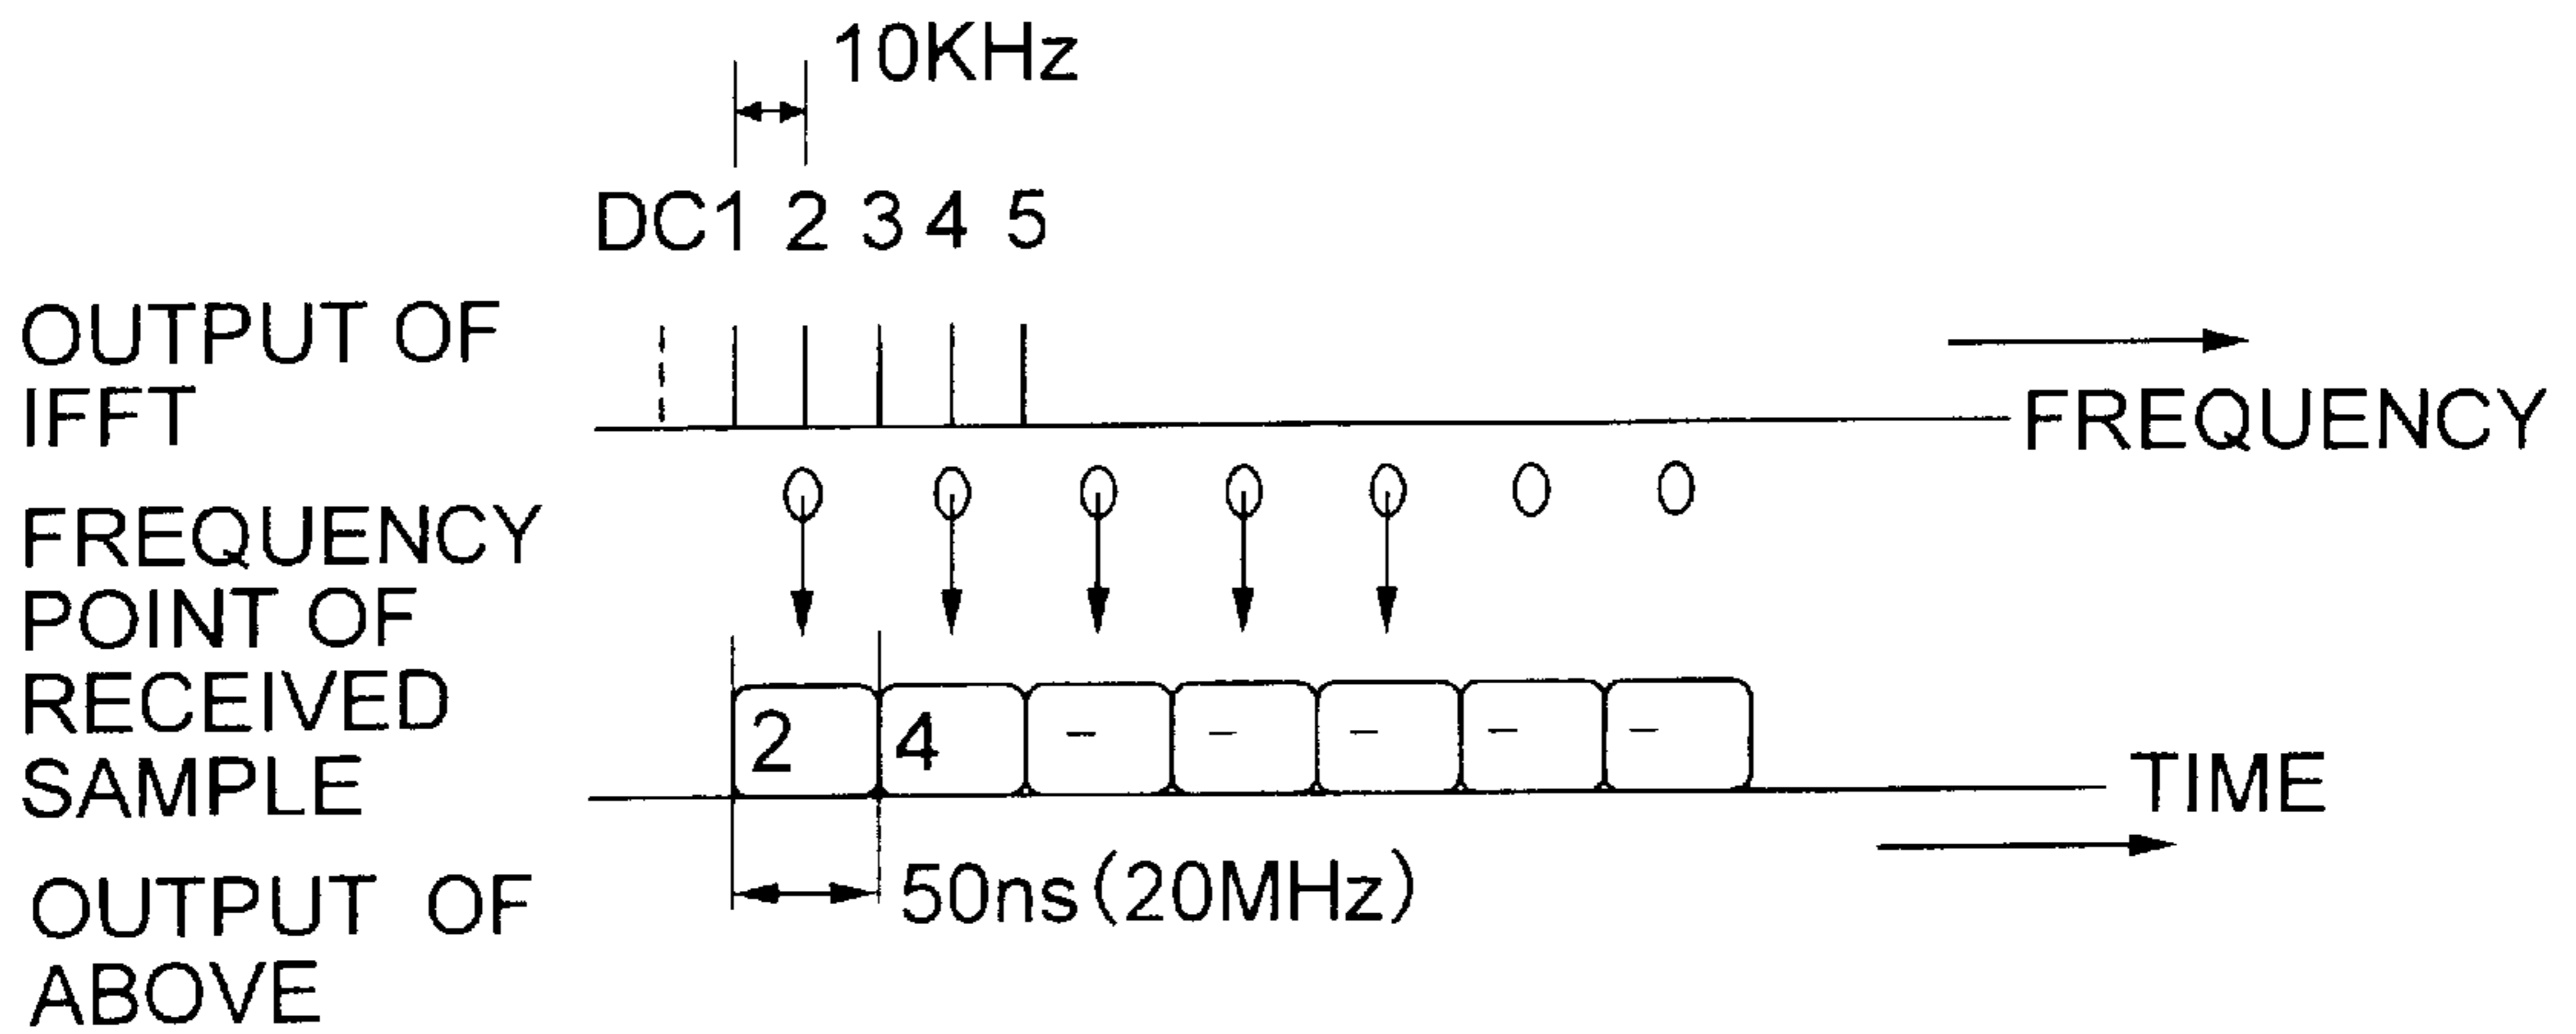 10KHz
DC1 2 3 4 5
OUTPUT OF
IFFT
FREQUENCY
FREQUENCY
POINT OF
RECEIVED
SAMPLE
2 4 - - - - -
TIME
50ns(20MHz)
OUTPUT OF
ABOVE